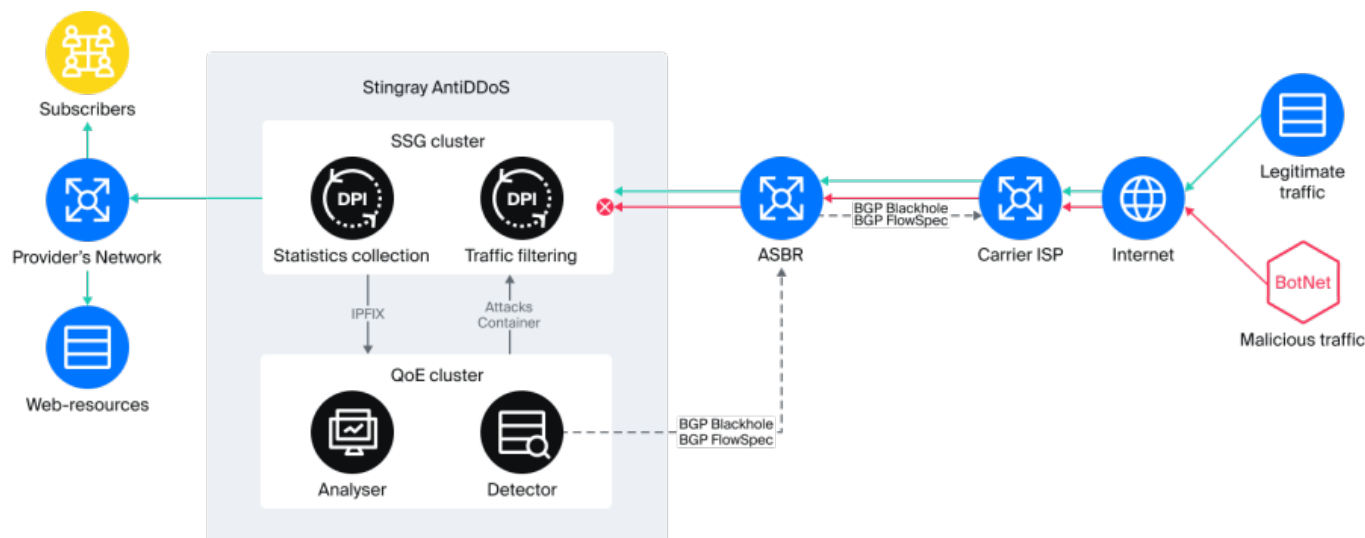 Subscribers
Provider's Network
Web-resources
Stingray AntiDDoS
SSG cluster
DPI
DPI
Statistics collection
Traffic filtering
IPFIX
Attacks
Container
QoE cluster
Analyser
Detector
BGP Blackhole
BGP FlowSpec
ASBR
BGP Blackhole
BGP FlowSpec
Carrier ISP
Internet
Legitimate
traffic
BotNet
Malicious traffic